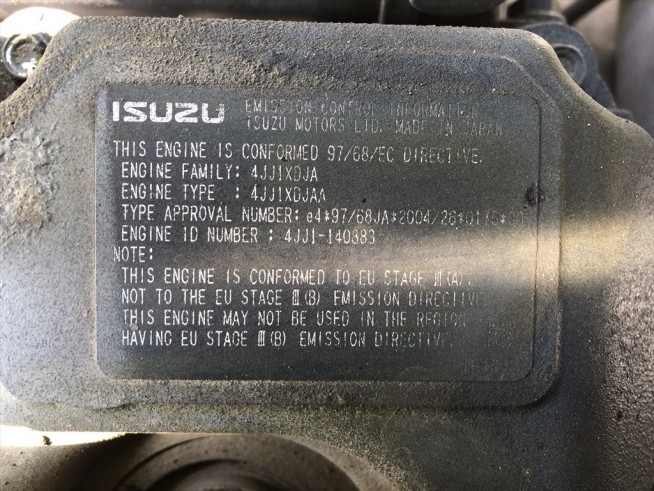 ISUZU EMISSION CONTROL INFORMATION
ISUZU MOTORS LTD. MADE IN JAPAN
THIS ENGINE IS CONFORMED 97/68/EC DIRECTIVE.
ENGINE FAMILY: 4JJ1XDJA
ENGINE TYPE : 4JJ1XDJAA
TYPE APPROVAL NUMBER: e4*97/68JA*2004/26*0175*00
ENGINE ID NUMBER : 4JJ1-140383
NOTE:
THIS ENGINE IS CONFORMED TO EU STAGE Ⅲ(A),
NOT TO THE EU STAGE Ⅲ(B) EMISSION DIRECTIVE
THIS ENGINE MAY NOT BE USED IN THE REGION
HAVING EU STAGE Ⅲ(B) EMISSION DIRECTIVE.